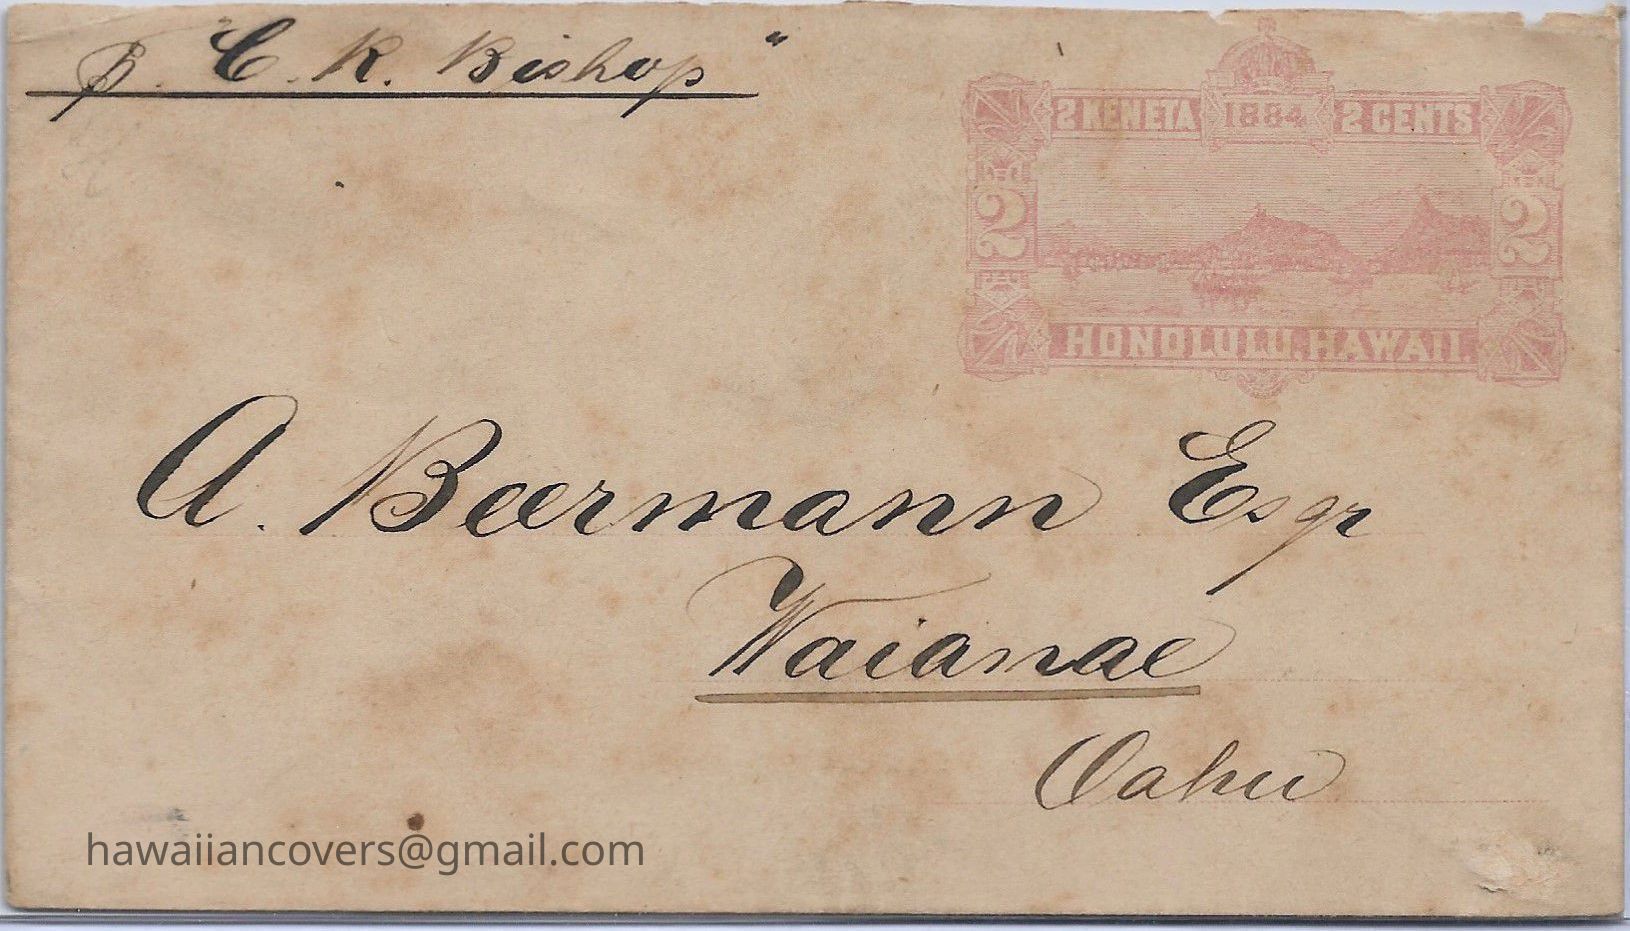 p. "C. R. Bishop"
2 KENETA 1884 2 CENTS
2 2
HONOLULU, HAWAII.
A. Beermann Esqr
Waianae
Oahu
hawaiiancovers@gmail.com